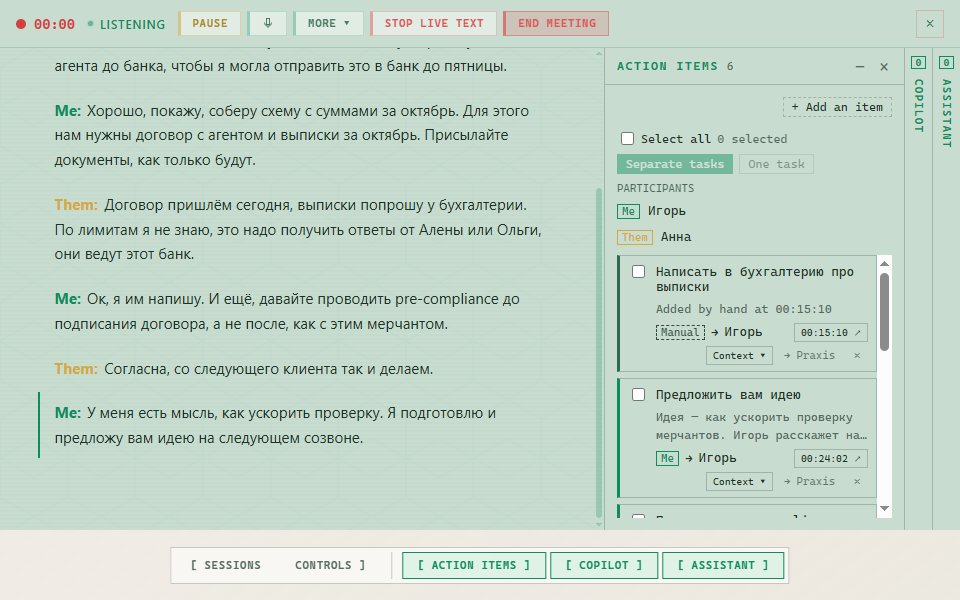 00:00 LISTENING PAUSE MORE ▾ STOP LIVE TEXT END MEETING ×
агента до банка, чтобы я могла отправить это в банк до пятницы.
Me: Хорошо, покажу, соберу схему с суммами за октябрь. Для этого
нам нужны договор с агентом и выписки за октябрь. Присылайте
документы, как только будут.
Them: Договор пришлём сегодня, выписки попрошу у бухгалтерии.
По лимитам я не знаю, это надо получить ответы от Алены или Ольги,
они ведут этот банк.
Me: Ок, я им напишу. И ещё, давайте проводить pre-compliance до
подписания договора, а не после, как с этим мерчантом.
Them: Согласна, со следующего клиента так и делаем.
Me: У меня есть мысль, как ускорить проверку. Я подготовлю и
предложу вам идею на следующем созвоне.
ACTION ITEMS 6 − ×
+ Add an item
Select all 0 selected
Separate tasks One task
PARTICIPANTS
Me Игорь
Them Анна
Написать в бухгалтерию про
выписки
Added by hand at 00:15:10
Manual → Игорь 00:15:10 ↗
Context ▾ → Praxis ×
Предложить вам идею
Идея — как ускорить проверку
мерчантов. Игорь расскажет на…
Me → Игорь 00:24:02 ↗
Context ▾ → Praxis ×
0 COPILOT
0 ASSISTANT
[ SESSIONS CONTROLS ] [ ACTION ITEMS ] [ COPILOT ] [ ASSISTANT ]